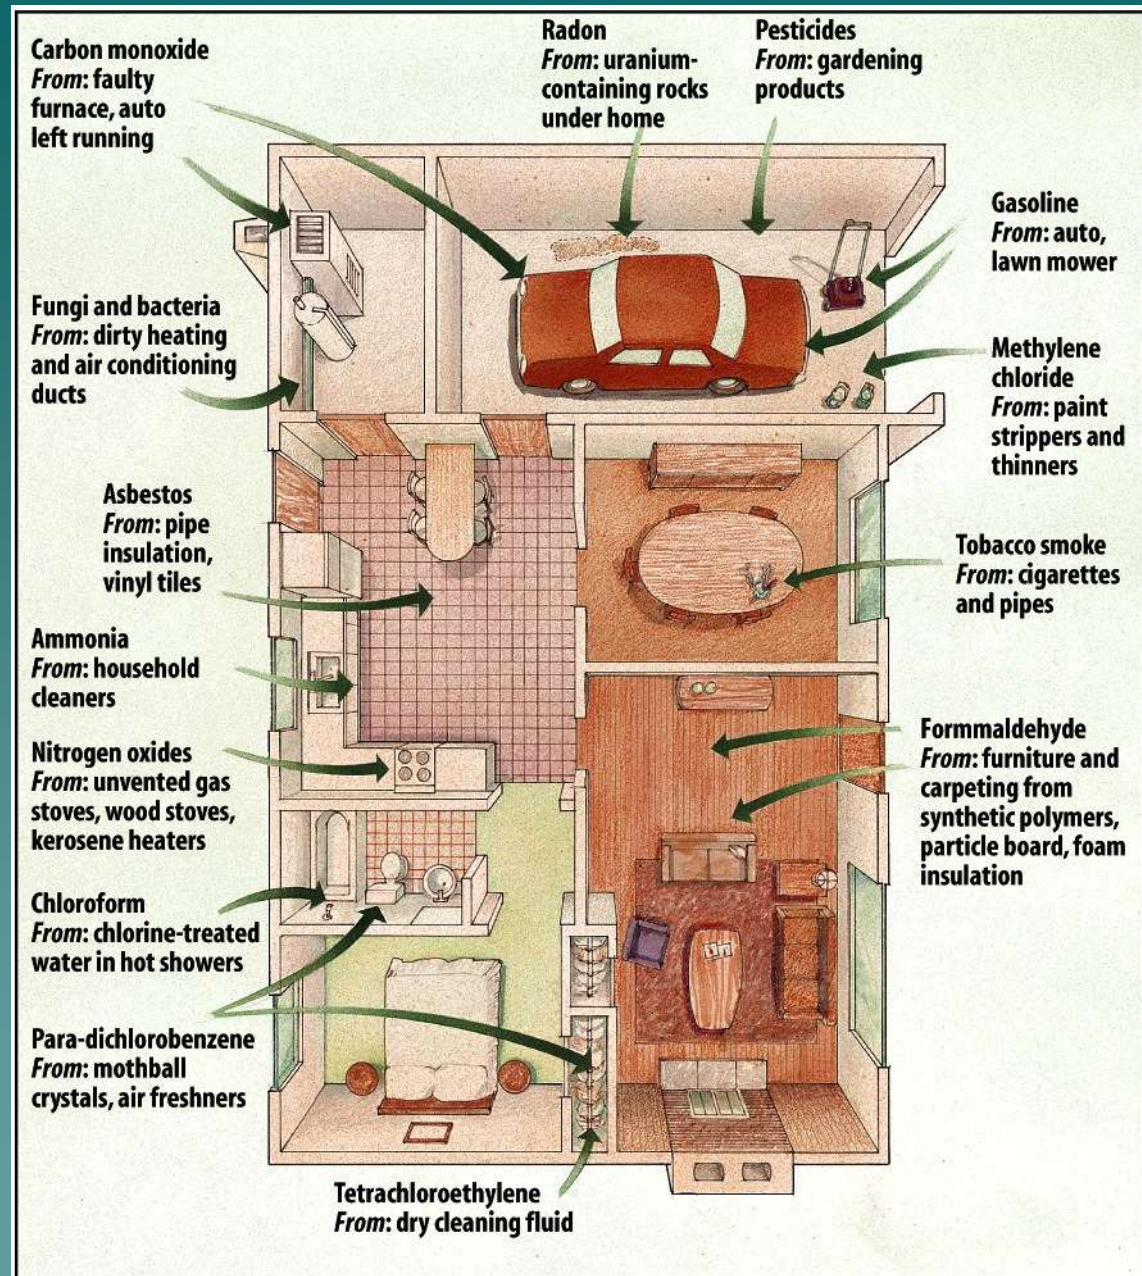 Carbon monoxide
From: faulty
furnace, auto
left running
Radon
From: uranium-
containing rocks
under home
Pesticides
From: gardening
products
Gasoline
From: auto,
lawn mower
Fungi and bacteria
From: dirty heating
and air conditioning
ducts
Methylene
chloride
From: paint
strippers and
thinners
Asbestos
From: pipe
insulation,
vinyl tiles
Tobacco smoke
From: cigarettes
and pipes
Ammonia
From: household
cleaners
Nitrogen oxides
From: unvented gas
stoves, wood stoves,
kerosene heaters
Formmaldehyde
From: furniture and
carpeting from
synthetic polymers,
particle board, foam
insulation
Chloroform
From: chlorine-treated
water in hot showers
Para-dichlorobenzene
From: mothball
crystals, air freshners
Tetrachloroethylene
From: dry cleaning fluid